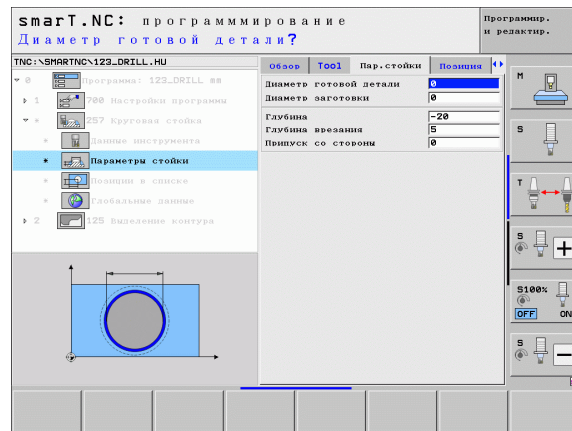 smarT.NC: программмирование
Программир. и редактир.
Диаметр готовой детали?
TNC:\SMARTNC\123_DRILL.HU
0 Программа: 123_DRILL mm
1 700 Настройки программы
* 257 Круговая стойка
* Данные инструмента
* Параметры стойки
* Позиции в списке
* Глобальные данные
2 125 Выделение контура
Обзор Tool Пар.стойки Позиция
Диаметр готовой детали 0
Диаметр заготовки 0
Глубина -20
Глубина врезания 5
Припуск со стороны 0
M
S
T
S
S100%
OFF ON
S